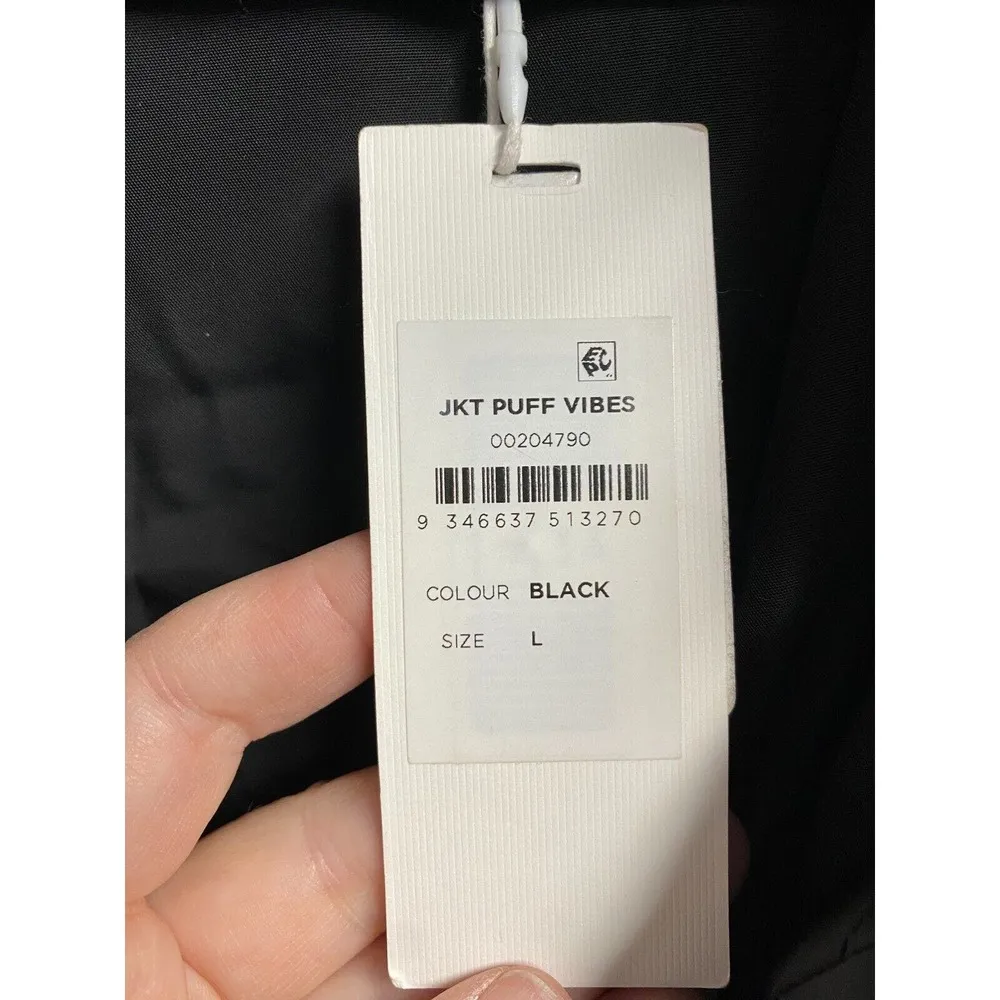 JKT PUFF VIBES
00204790
9 346637 513270
COLOUR BLACK
SIZE L